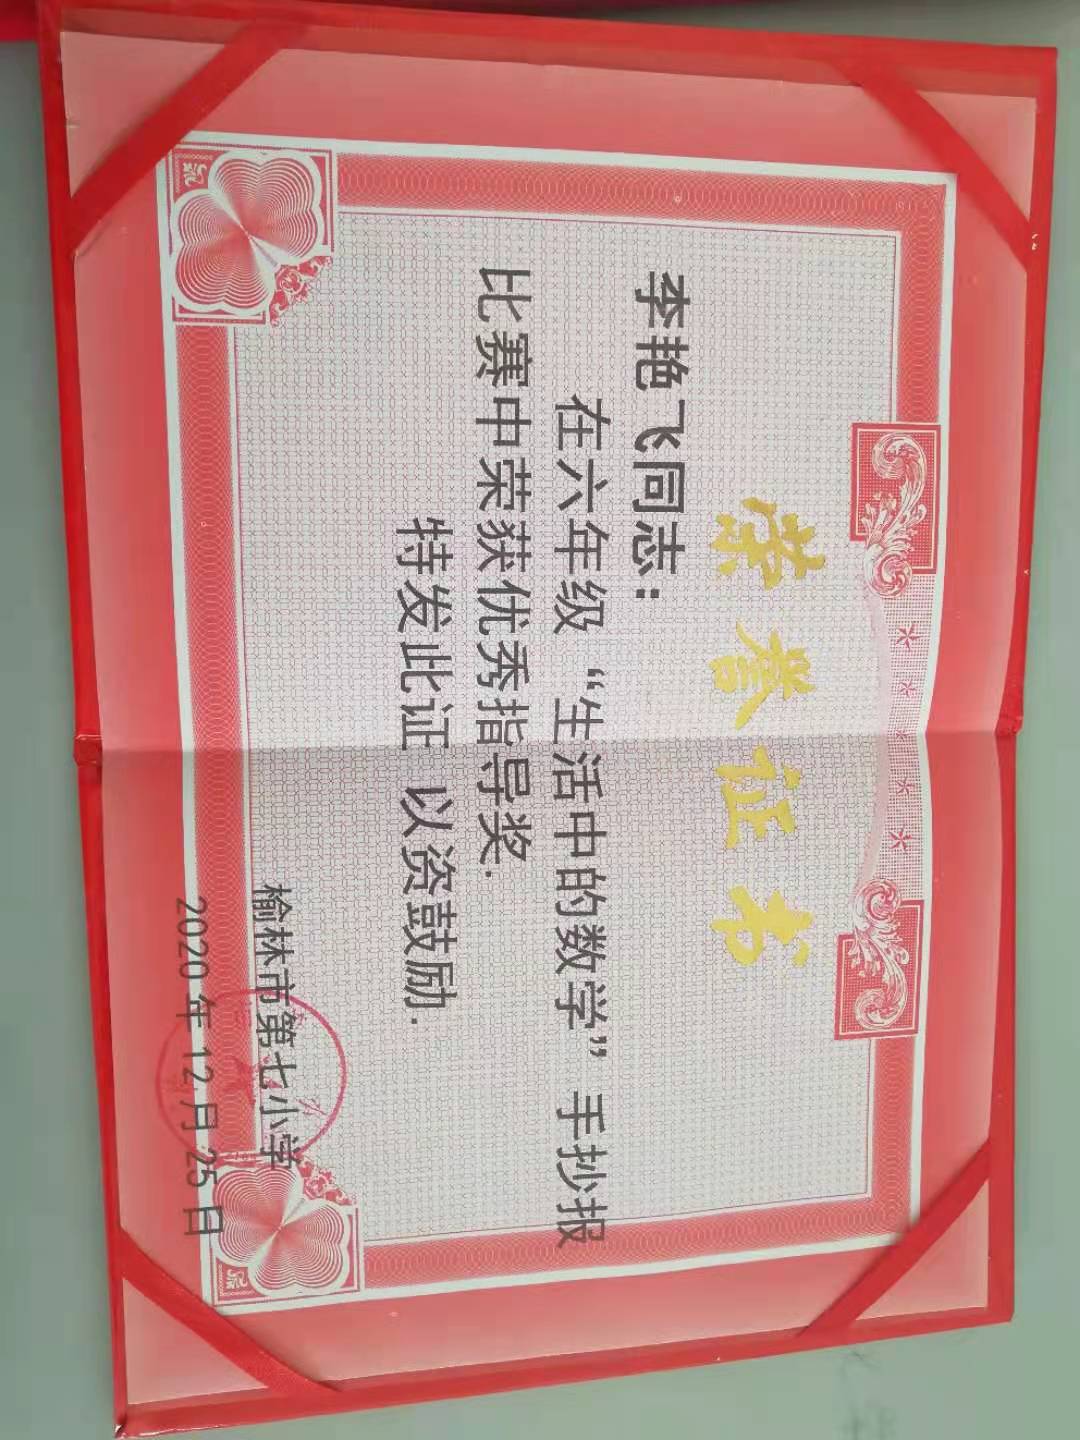 荣誉证书
李艳飞同志：
在六年级“生活中的数学”手抄报
比赛中荣获优秀指导奖.
特发此证 以资鼓励.
榆林市第七小学
2020年12月25日